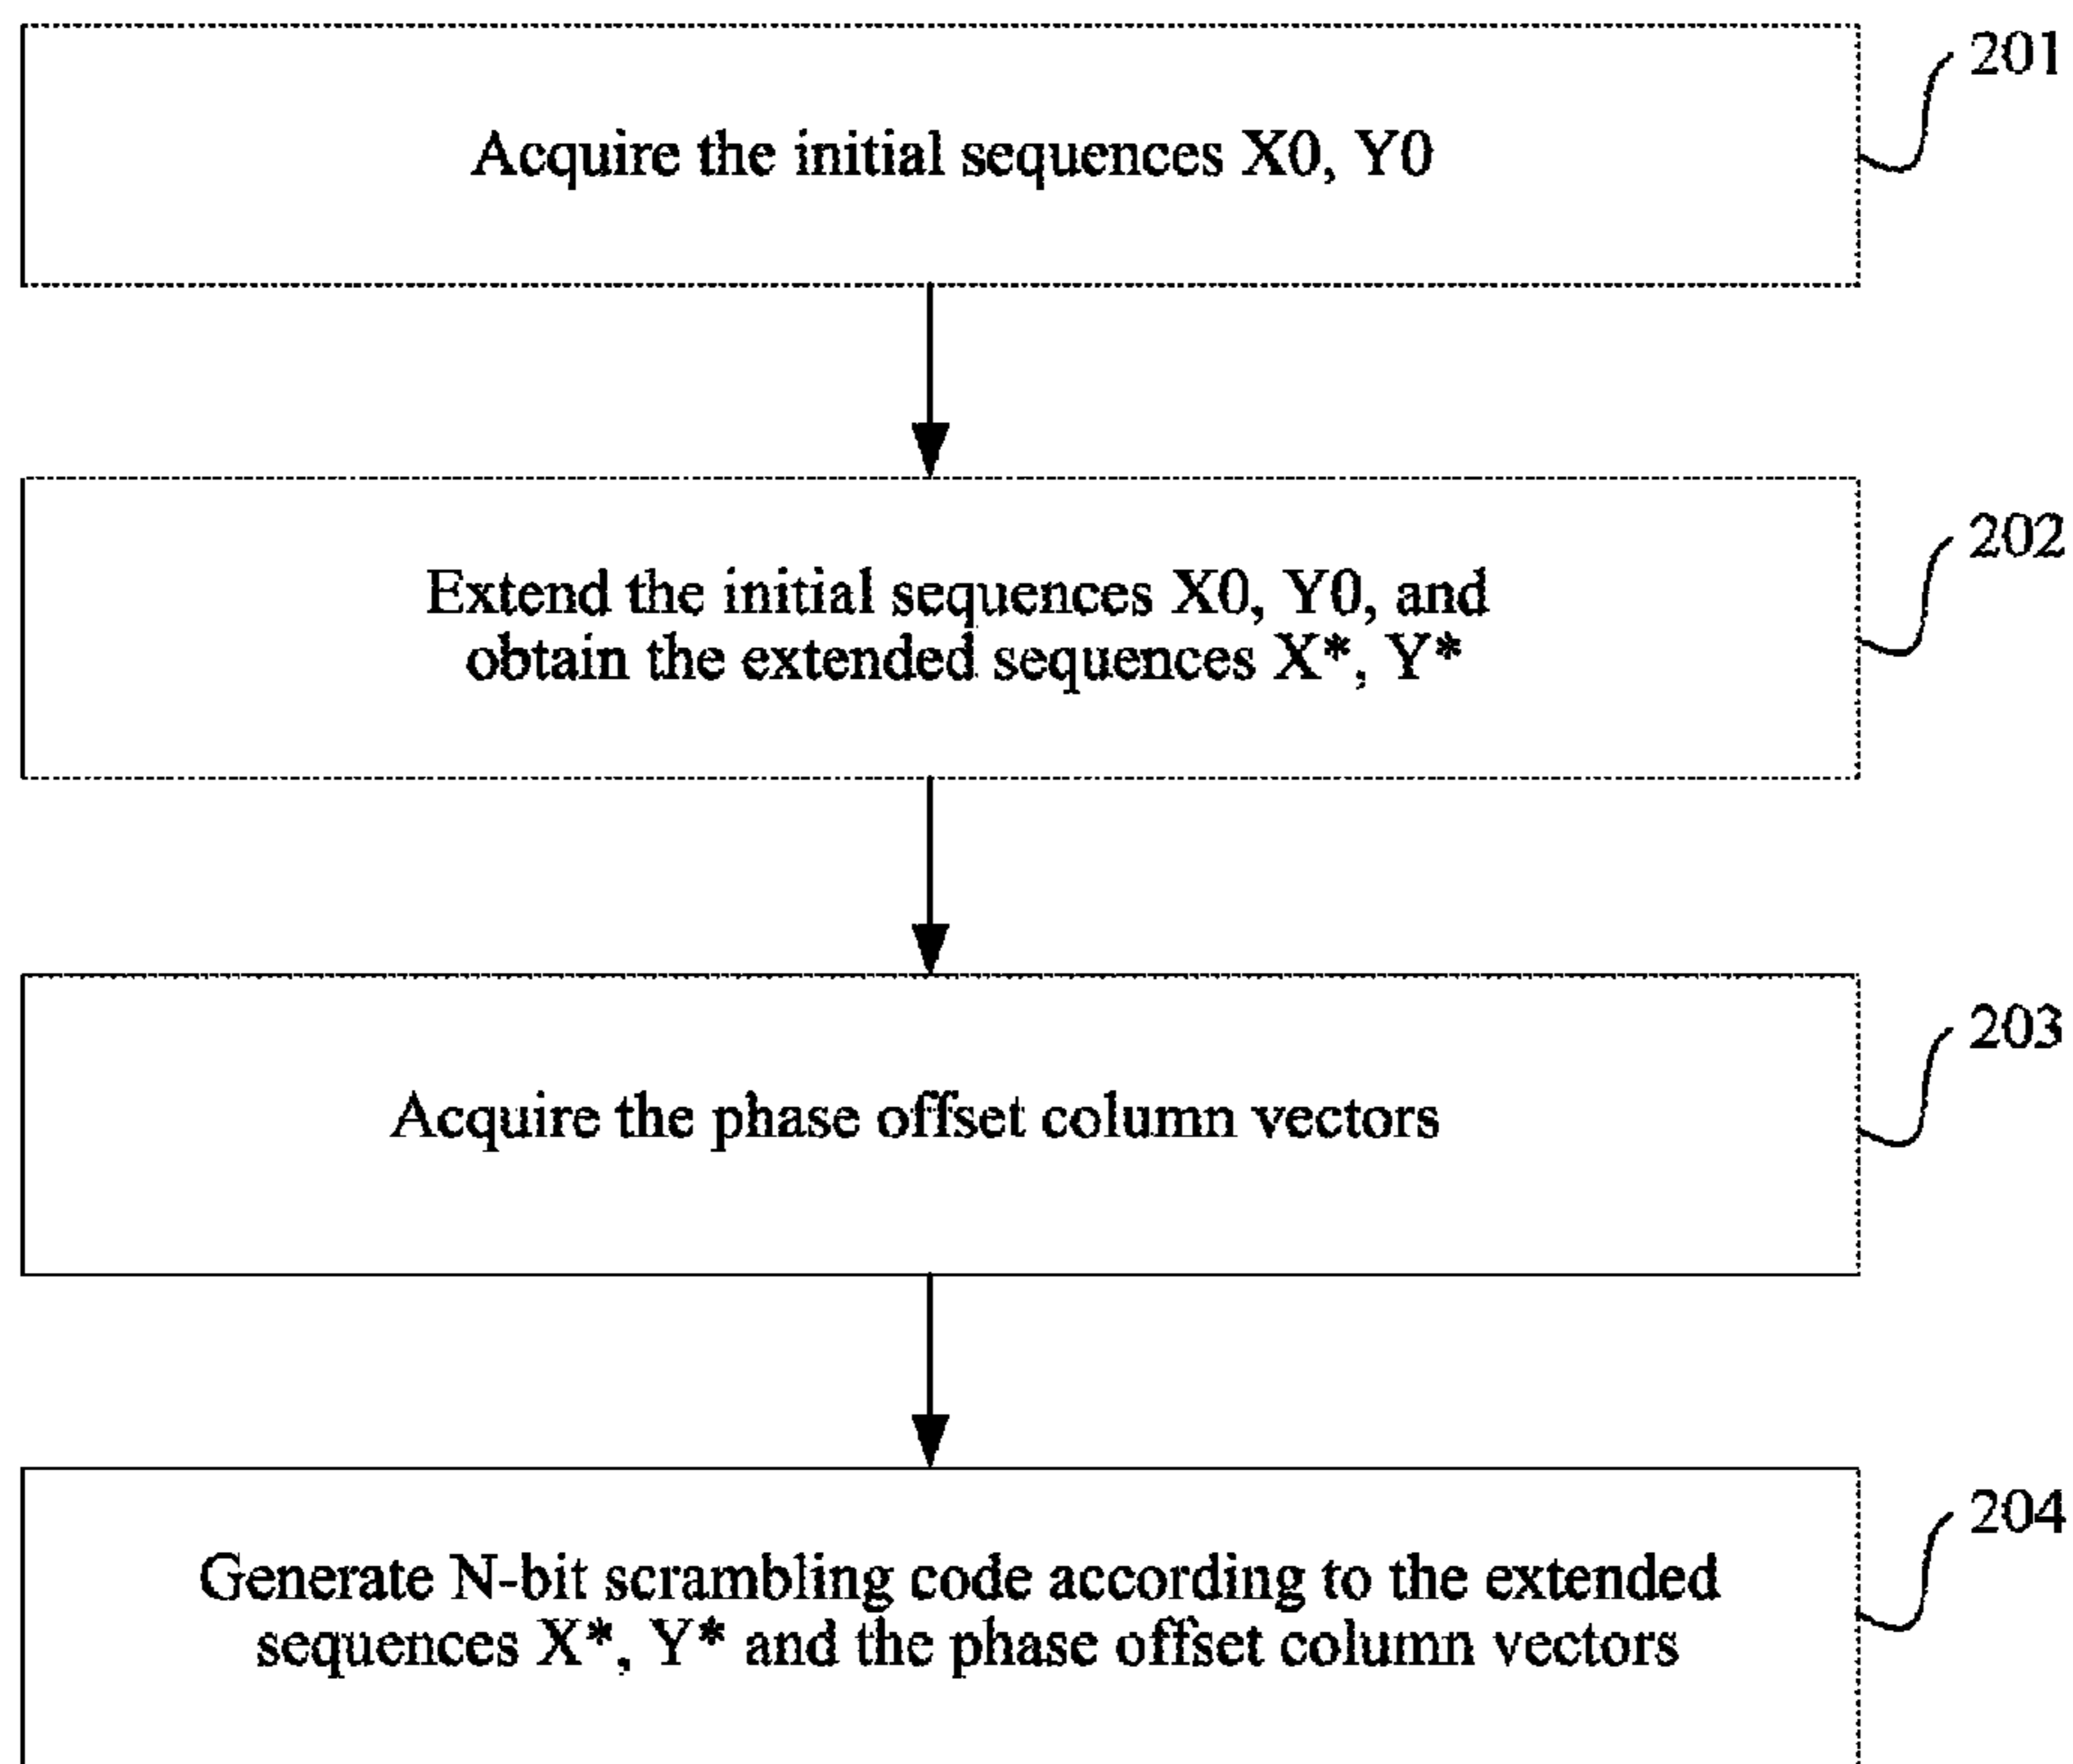 201
Acquire the initial sequences X0, Y0
202
Extend the initial sequences X0, Y0, and
obtain the extended sequences X*, Y*
203
Acquire the phase offset column vectors
204
Generate N-bit scrambling code according to the extended
sequences X*, Y* and the phase offset column vectors